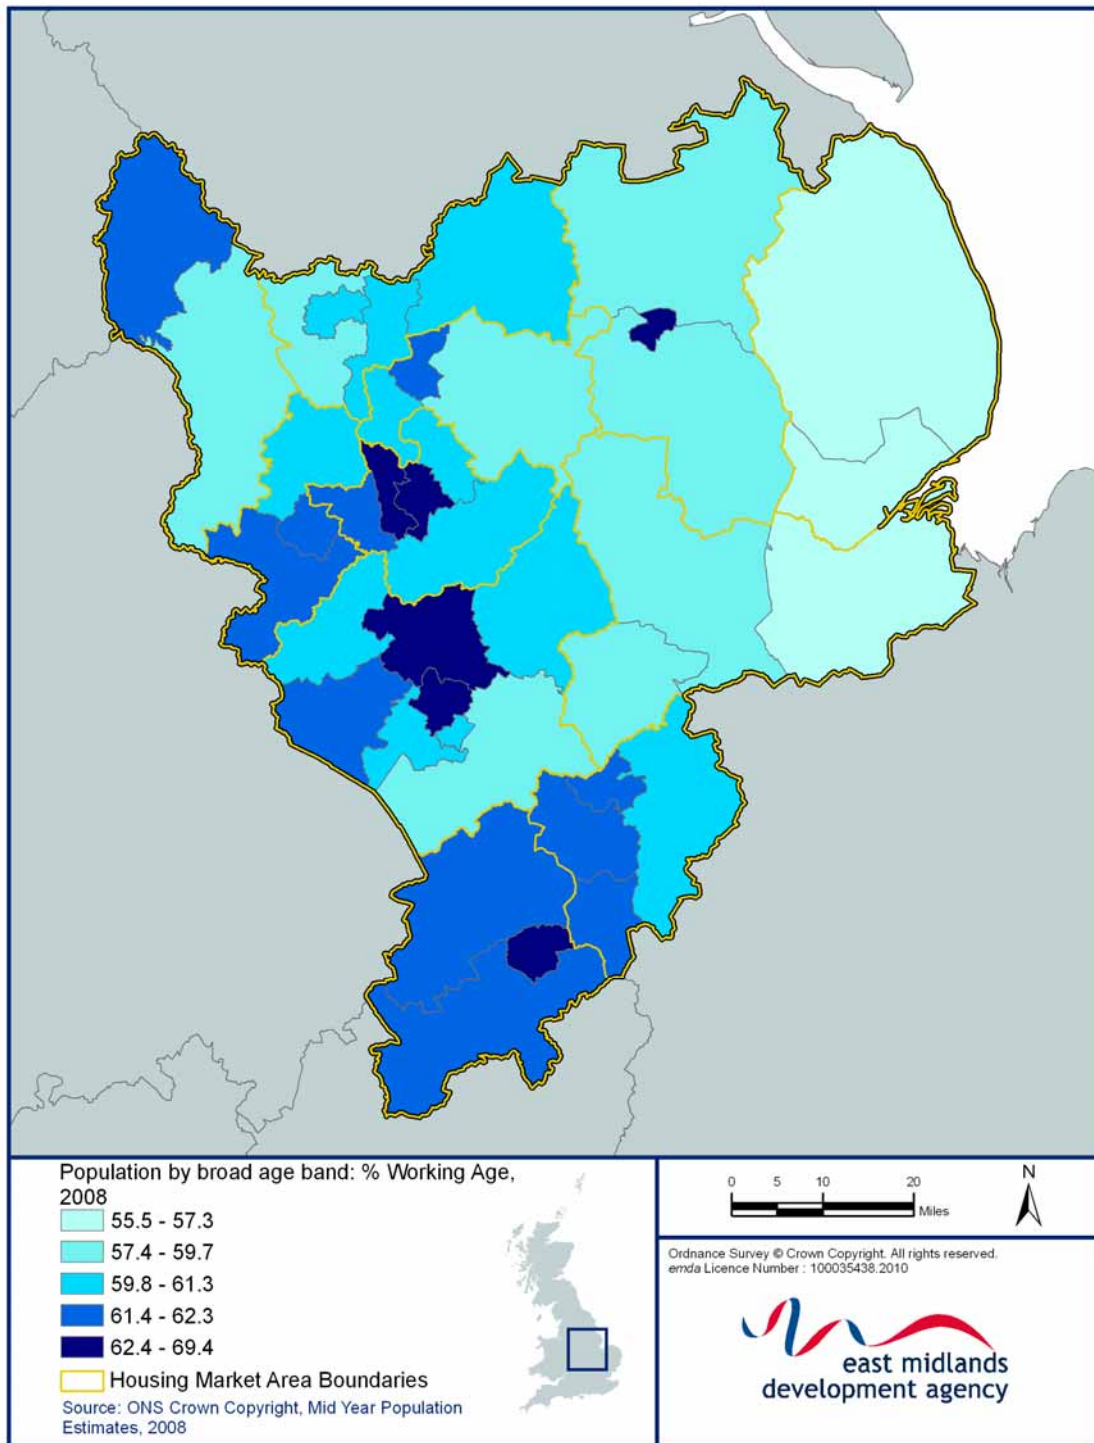 Population by broad age band: % Working Age,
2008
55.5 - 57.3
57.4 - 59.7
59.8 - 61.3
61.4 - 62.3
62.4 - 69.4
Housing Market Area Boundaries
Source: ONS Crown Copyright, Mid Year Population
Estimates, 2008
0 5 10 20
Miles
N
Ordnance Survey © Crown Copyright. All rights reserved.
emda Licence Number : 100035438.2010
east midlands
development agency